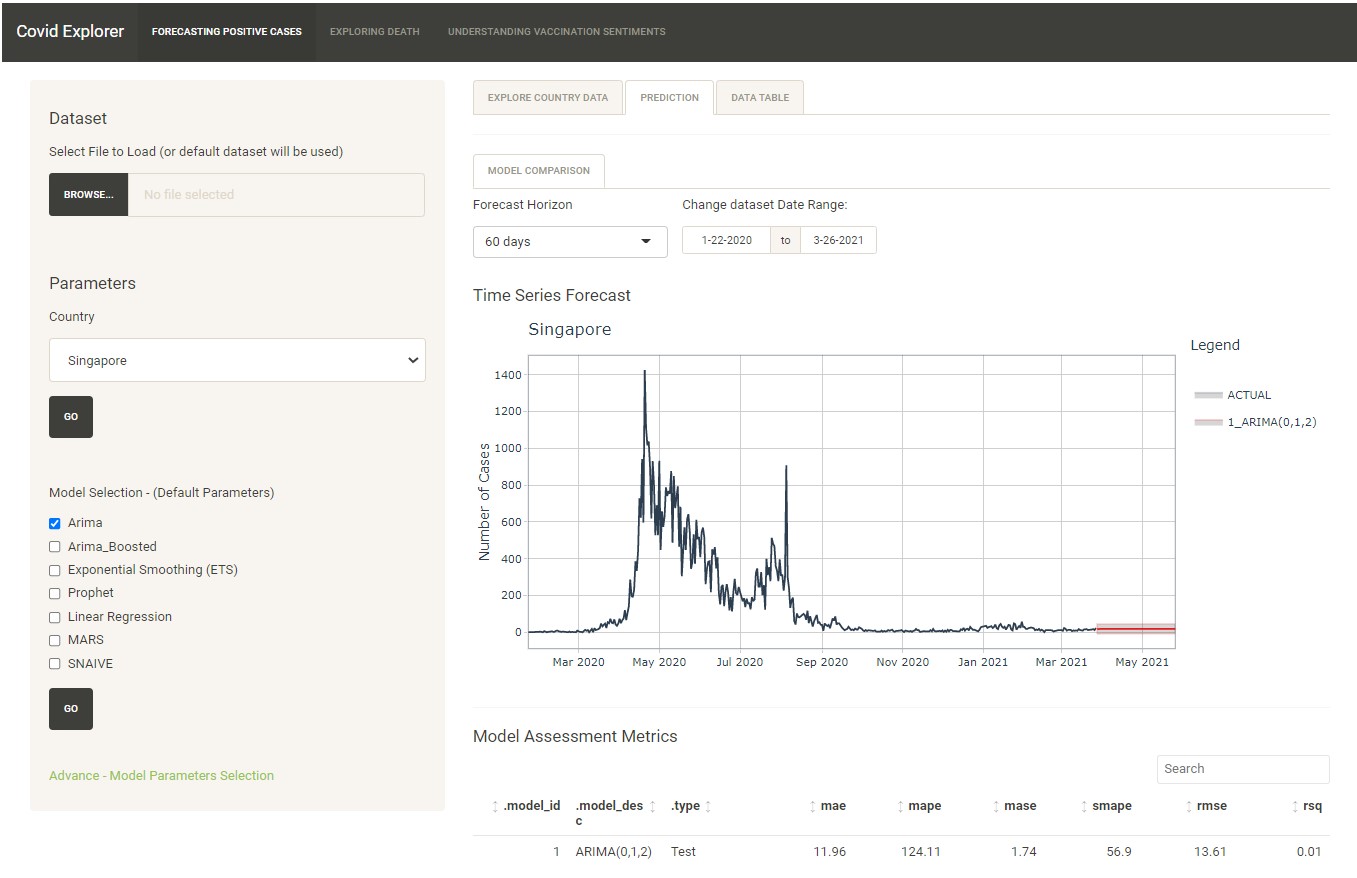 Covid Explorer
FORECASTING POSITIVE CASES
EXPLORING DEATH
UNDERSTANDING VACCINATION SENTIMENTS
Dataset
Select File to Load (or default dataset will be used)
BROWSE... No file selected
Parameters
Country
Singapore
GO
Model Selection - (Default Parameters)
Arima
Arima_Boosted
Exponential Smoothing (ETS)
Prophet
Linear Regression
MARS
SNAIVE
GO
Advance - Model Parameters Selection
EXPLORE COUNTRY DATA PREDICTION DATA TABLE
MODEL COMPARISON
Forecast Horizon Change dataset Date Range:
60 days 1-22-2020 to 3-26-2021
Time Series Forecast
Singapore
Number of Cases
1400
1200
1000
800
600
400
200
0
Mar 2020 May 2020 Jul 2020 Sep 2020 Nov 2020 Jan 2021 Mar 2021 May 2021
Legend
ACTUAL
1_ARIMA(0,1,2)
Model Assessment Metrics
Search
.model_id .model_des .type mae mape mase smape rmse rsq
c
1 ARIMA(0,1,2) Test 11.96 124.11 1.74 56.9 13.61 0.01